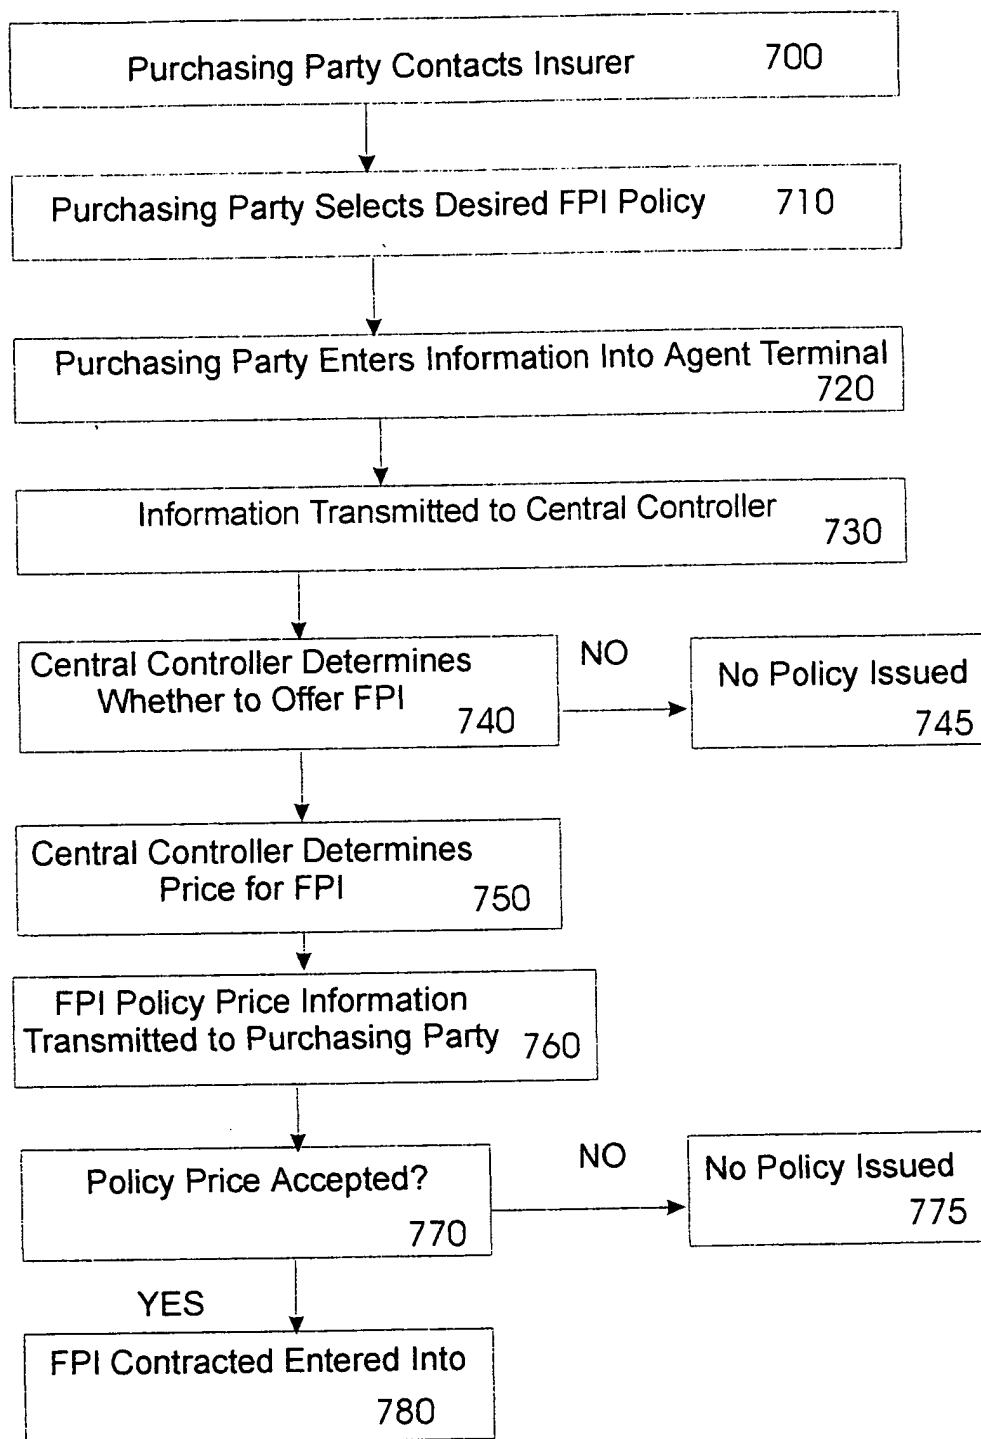 Purchasing Party Contacts Insurer 700
Purchasing Party Selects Desired FPI Policy 710
Purchasing Party Enters Information Into Agent Terminal
720
Information Transmitted to Central Controller
730
Central Controller Determines
Whether to Offer FPI
740
NO
No Policy Issued
745
Central Controller Determines
Price for FPI
750
FPI Policy Price Information
Transmitted to Purchasing Party 760
Policy Price Accepted?
770
NO
No Policy Issued
775
YES
FPI Contracted Entered Into
780